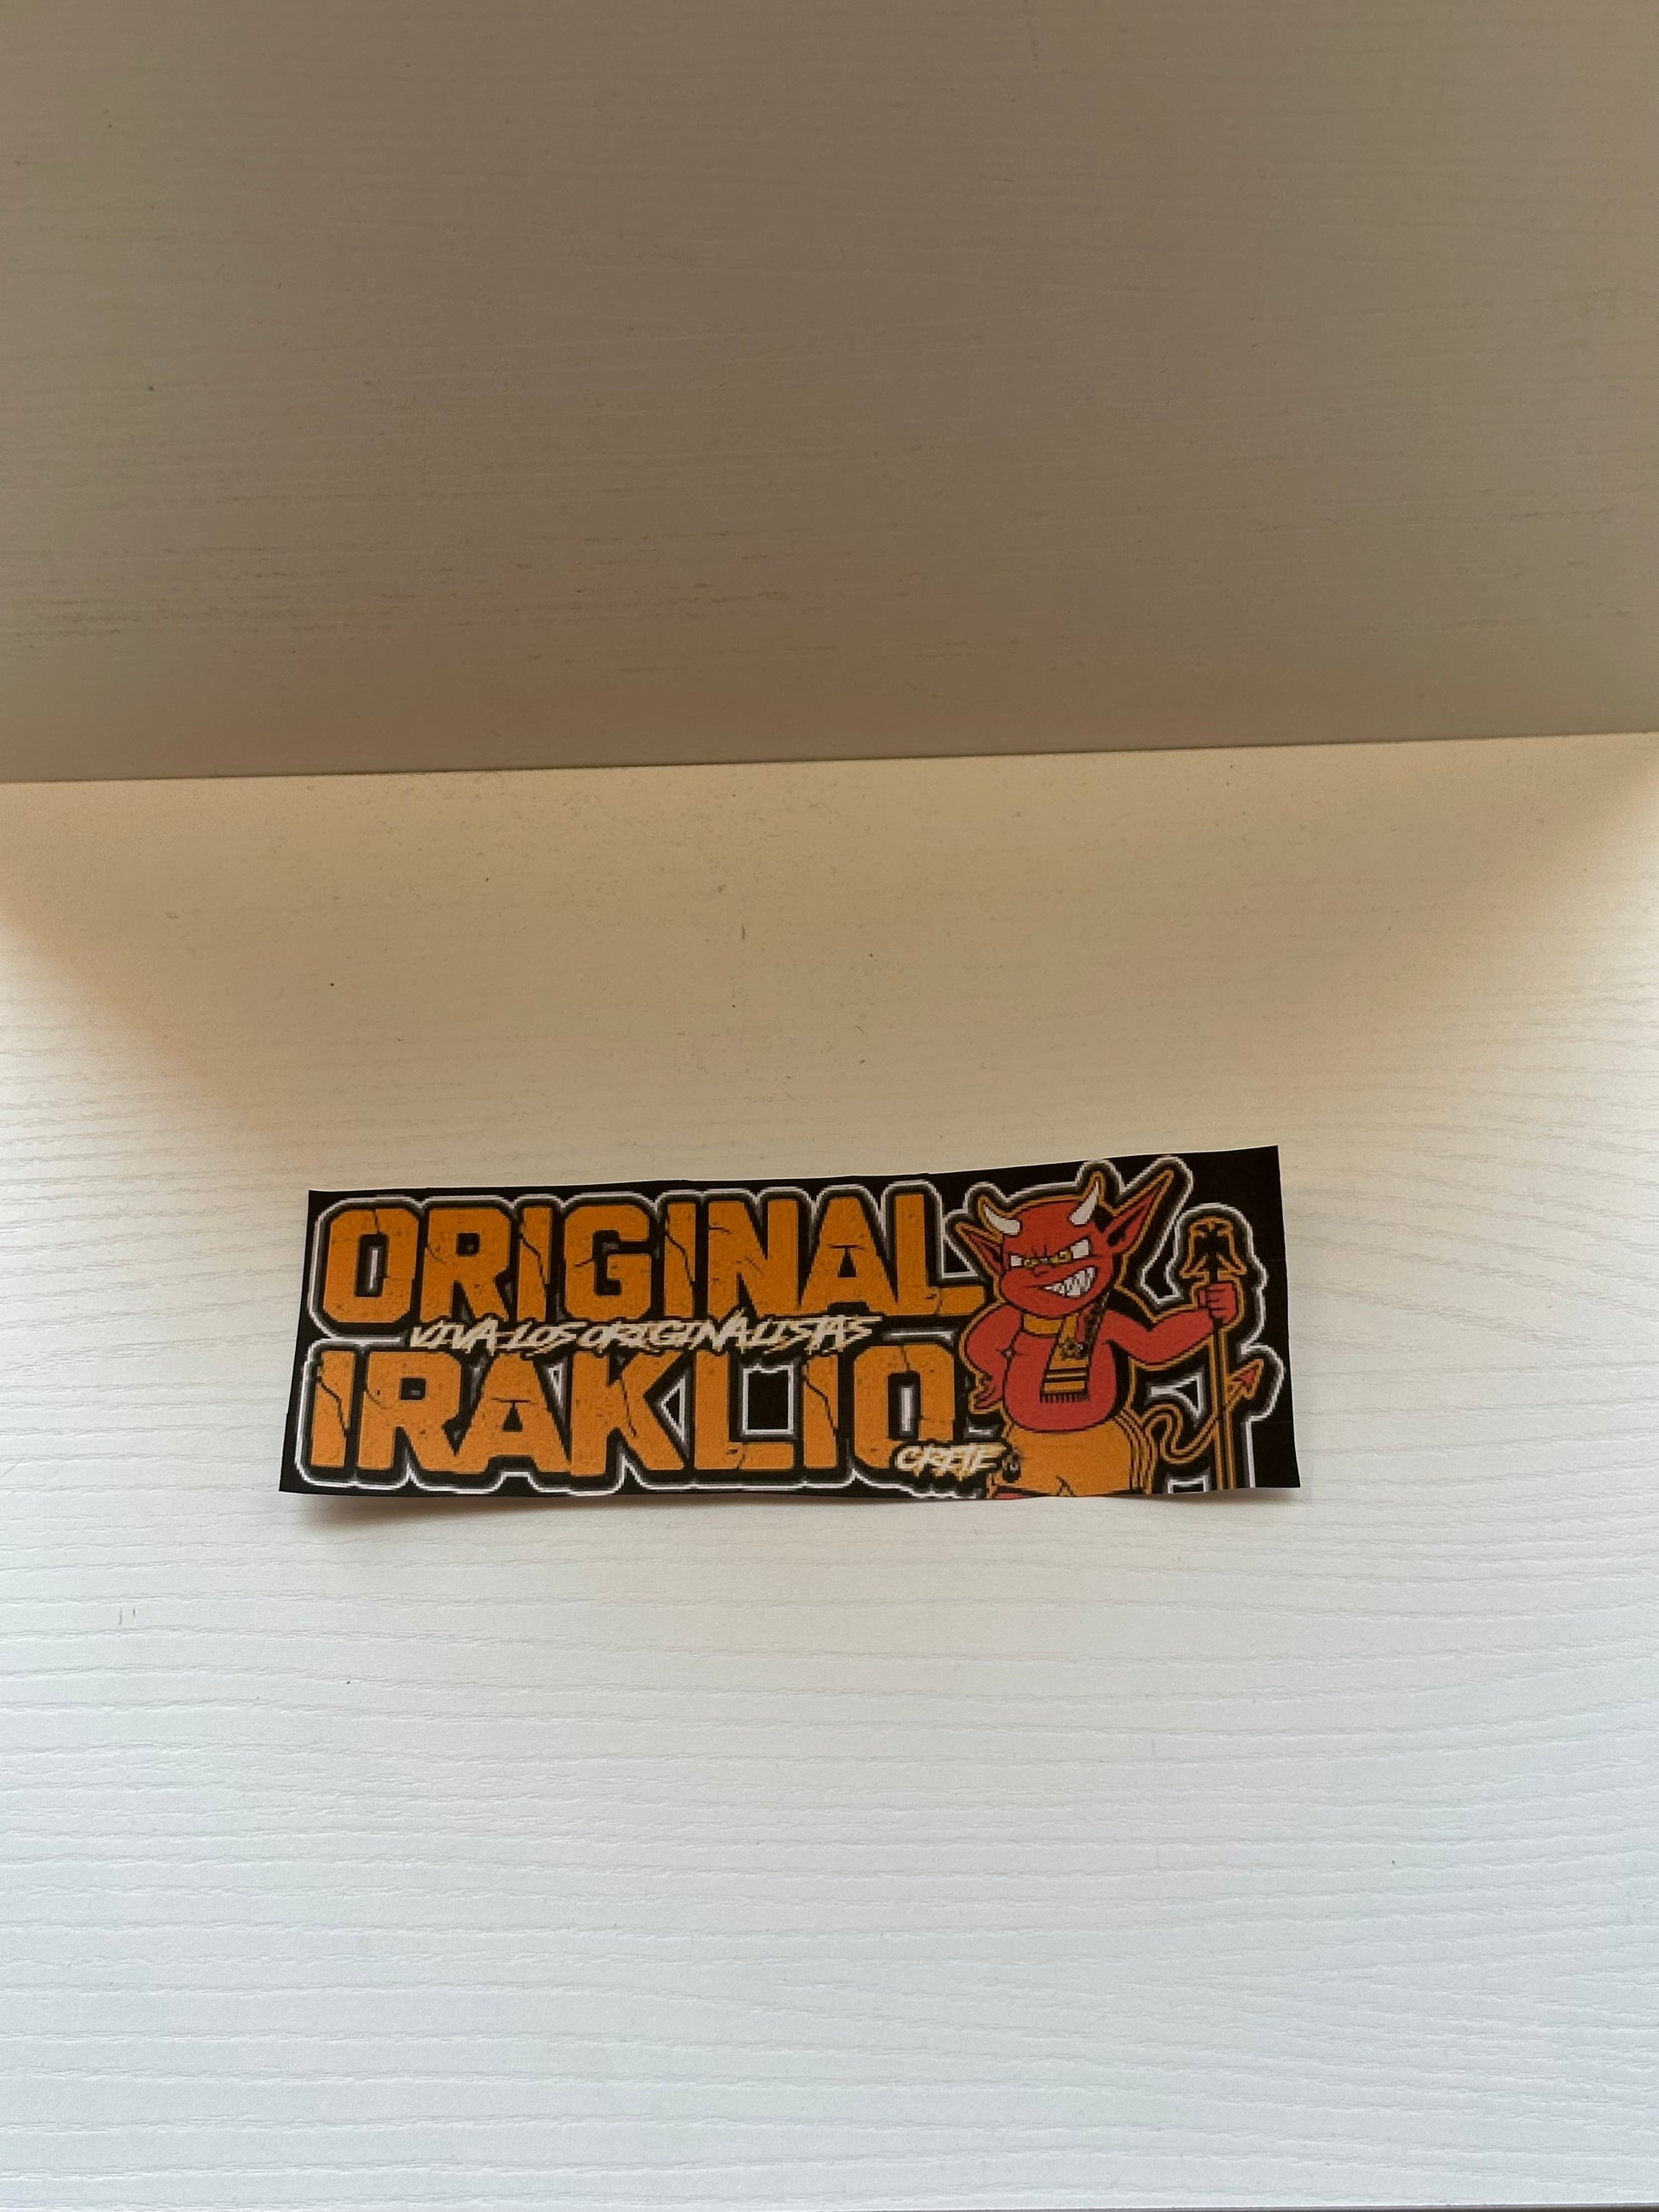 ORIGINAL
VIVA LOS ORIGINALISTAS
IRAKLIO
CRETE